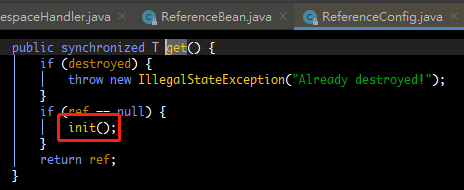 espaceHandler.java ReferenceBean.java ReferenceConfig.java
public synchronized T get() {
if (destroyed) {
throw new IllegalStateException("Already destroyed!");
}
if (ref == null) {
init();
}
return ref;
}